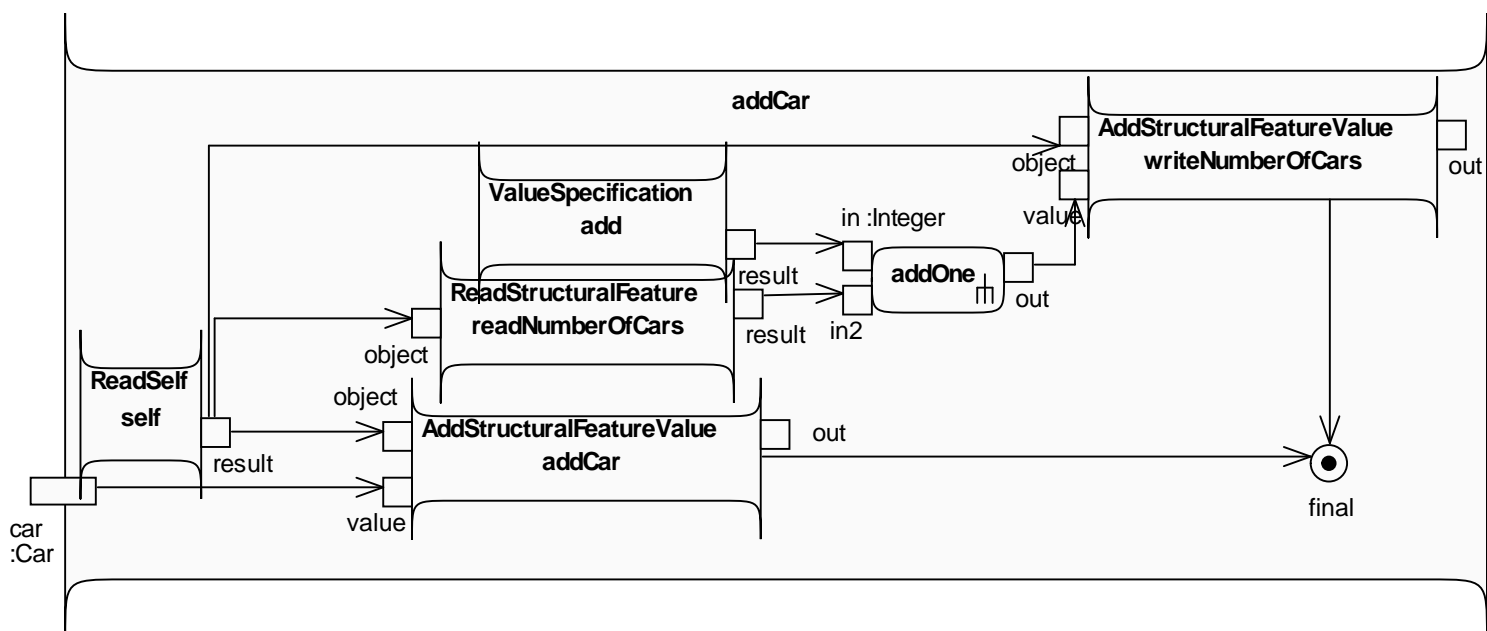 addCar
AddStructuralFeatureValue
writeNumberOfCars
object
out
value
ValueSpecification
add
in :Integer
result
addOne
out
ReadStructuralFeature
readNumberOfCars
result
in2
object
ReadSelf
self
result
object
AddStructuralFeatureValue
addCar
out
value
car
:Car
final